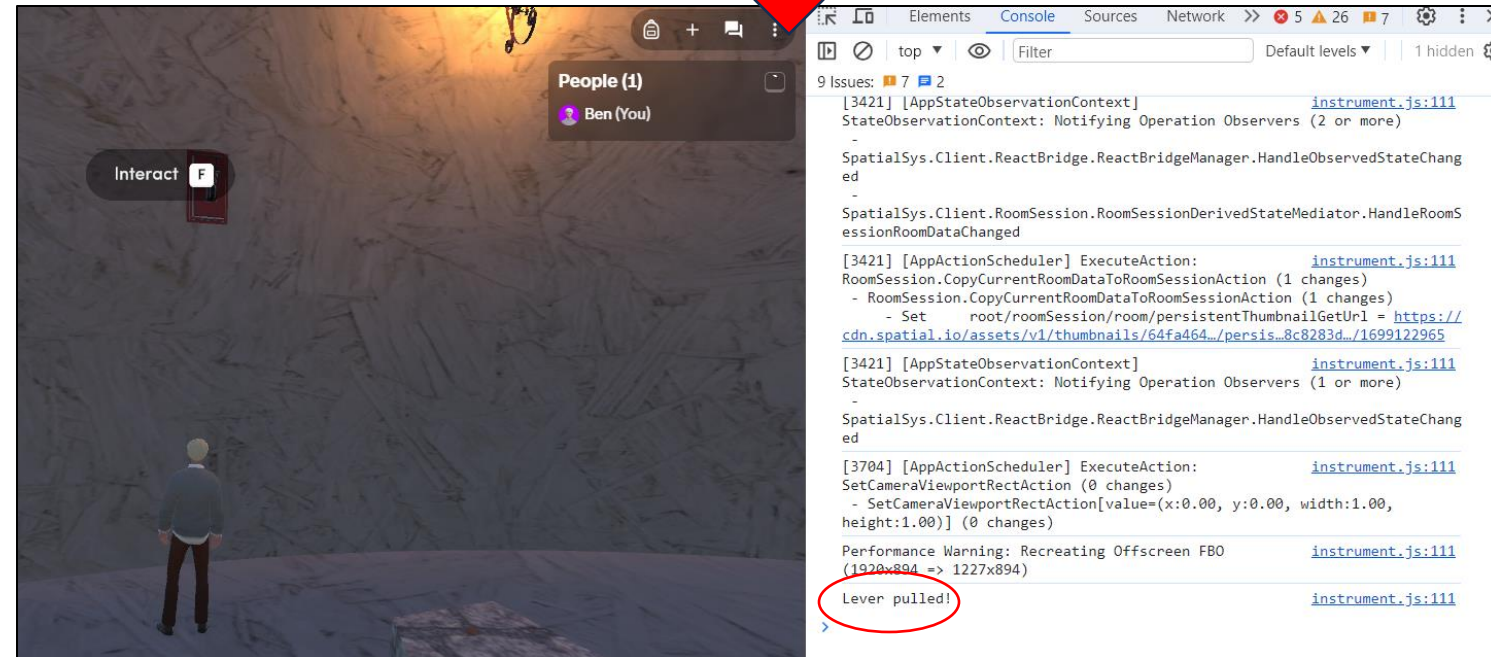 People (1)
Ben (You)
Interact F
Elements Console Sources Network >> 5 26 7
top ▼ Filter Default levels ▼ 1 hidden
9 Issues: 7 2
[3421] [AppStateObservationContext] instrument.js:111
StateObservationContext: Notifying Operation Observers (2 or more)
-
SpatialSys.Client.ReactBridge.ReactBridgeManager.HandleObservedStateChang
ed
-
SpatialSys.Client.RoomSession.RoomSessionDerivedStateMediator.HandleRoomS
essionRoomDataChanged
[3421] [AppActionScheduler] ExecuteAction: instrument.js:111
RoomSession.CopyCurrentRoomDataToRoomSessionAction (1 changes)
- RoomSession.CopyCurrentRoomDataToRoomSessionAction (1 changes)
- Set root/roomSession/room/persistentThumbnailGetUrl = https://
cdn.spatial.io/assets/v1/thumbnails/64fa464…/persis…8c8283d…/1699122965
[3421] [AppStateObservationContext] instrument.js:111
StateObservationContext: Notifying Operation Observers (1 or more)
-
SpatialSys.Client.ReactBridge.ReactBridgeManager.HandleObservedStateChang
ed
[3704] [AppActionScheduler] ExecuteAction: instrument.js:111
SetCameraViewportRectAction (0 changes)
- SetCameraViewportRectAction[value=(x:0.00, y:0.00, width:1.00,
height:1.00)] (0 changes)
Performance Warning: Recreating Offscreen FBO instrument.js:111
(1920x894 => 1227x894)
Lever pulled! instrument.js:111
>